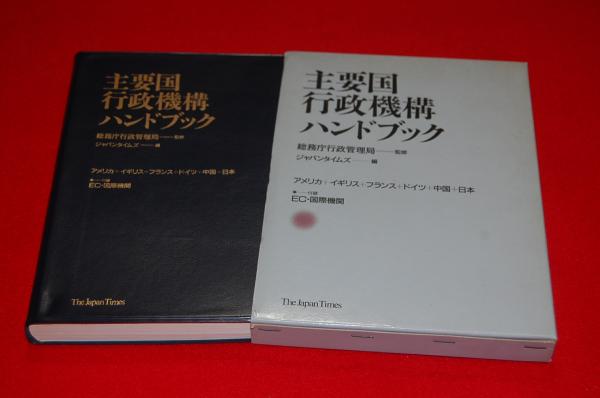 主要国
行政機構
ハンドブック
総務庁行政管理局——監修
ジャパンタイムズ——編
アメリカ+イギリス+フランス+ドイツ+中国+日本
◆——付録
EC・国際機関
The Japan Times
主要国
行政機構
ハンドブック
総務庁行政管理局——監修
ジャパンタイムズ——編
アメリカ+イギリス+フランス+ドイツ+中国+日本
◆——付録
EC・国際機関
The Japan Times